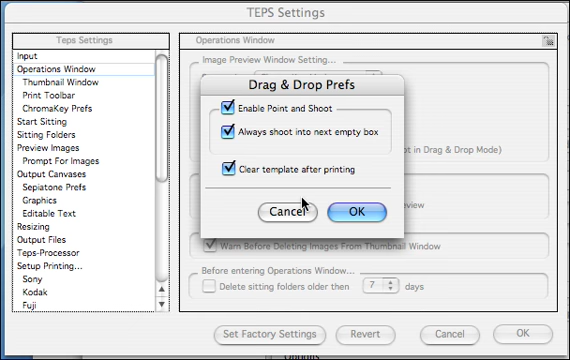 TEPS Settings
Teps Settings
Input
Operations Window
Thumbnail Window
Print Toolbar
ChromaKey Prefs
Start Sitting
Sitting Folders
Preview Images
Prompt For Images
Output Canvases
Sepiatone Prefs
Graphics
Editable Text
Resizing
Output Files
Teps-Processor
Setup Printing...
Sony
Kodak
Fuji
Operations Window
Image Preview Window Setting...
Drag & Drop Prefs
Enable Point and Shoot
Always shoot into next empty box
ot in Drag & Drop Mode)
Clear template after printing
Cancel
OK
view
Warn Before Deleting Images From Thumbnail Window
Before entering Operations Window...
Delete sitting folders older then 7 days
Set Factory Settings
Revert
Cancel
OK